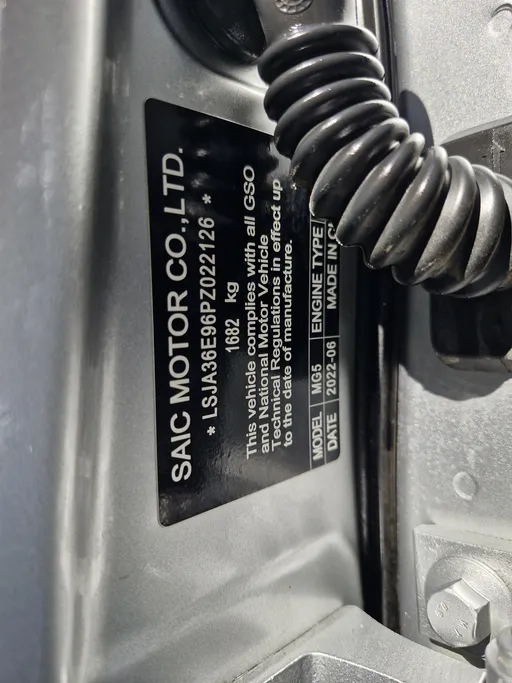 SAIC MOTOR CO.,LTD.
* LSJA36E96PZ022126 *
1682 kg
This vehicle complies with all GSO
and National Motor Vehicle
Technical Regulations in effect up
to the date of manufacture.
MODEL MG5 ENGINE TYPE
DATE 2022-06 MADE IN